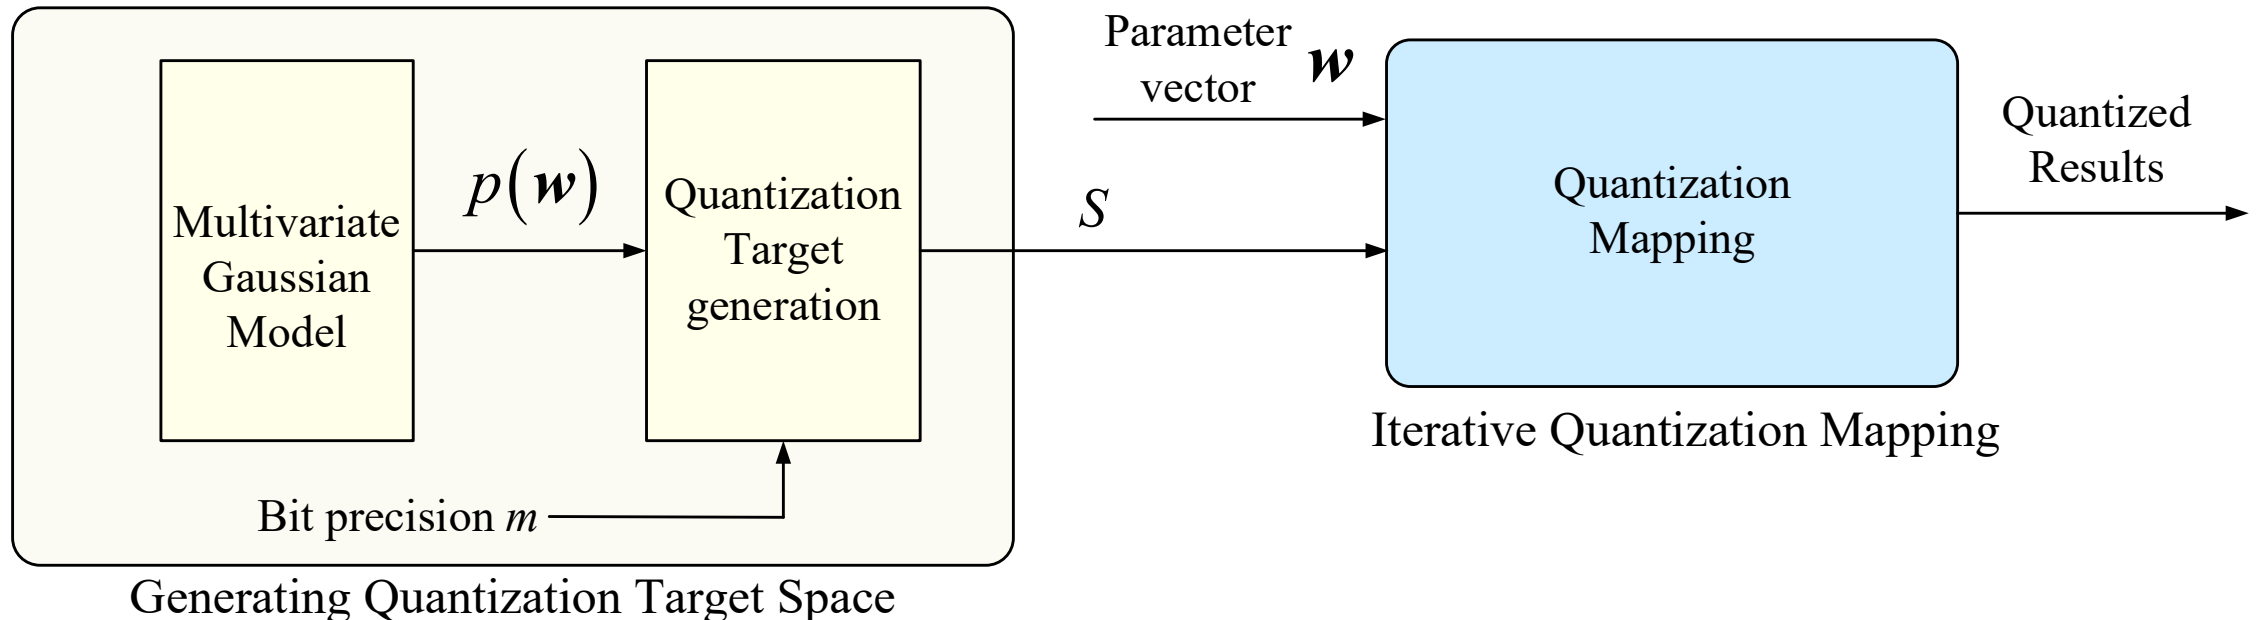 Multivariate
Gaussian
Model
p(w)
Quantization
Target
generation
Bit precision m
Generating Quantization Target Space
S
Parameter
vector w
Quantization
Mapping
Iterative Quantization Mapping
Quantized
Results